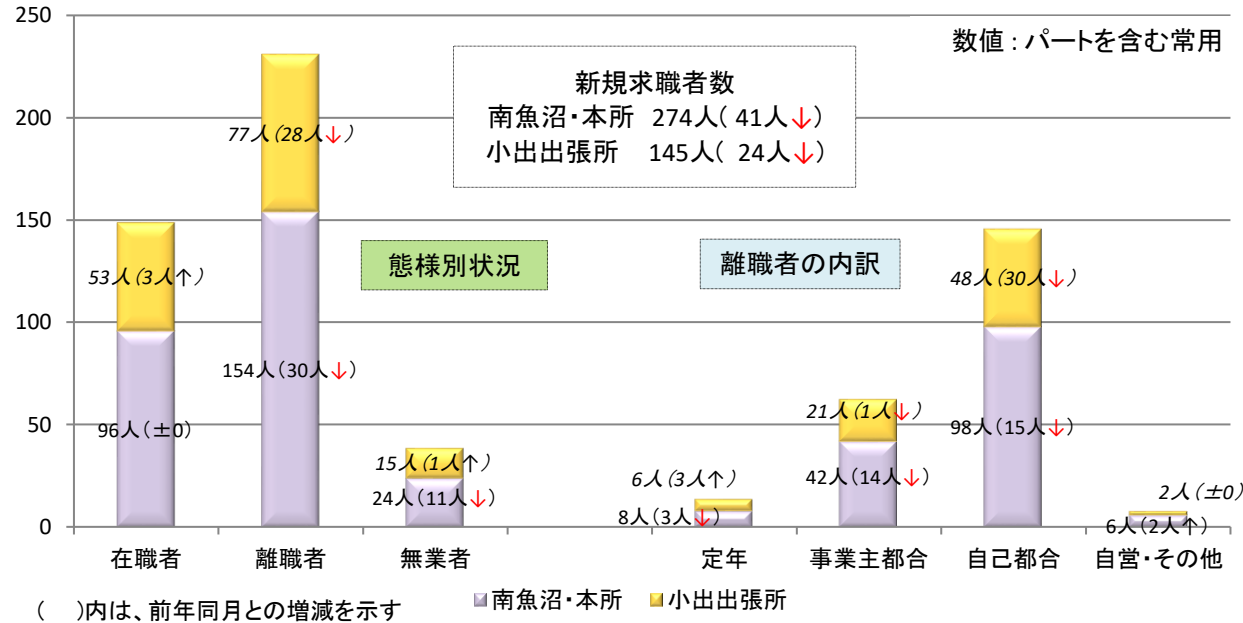 250
200
150
100
50
0
数値：パートを含む常用
新規求職者数
南魚沼・本所 274人( 41人↓)
小出出張所 145人( 24人↓)
態様別状況
離職者の内訳
53人(3人↑)
96人(±0)
77人(28人↓)
154人(30人↓)
15人(1人↑)
24人(11人↓)
6人(3人↑)
8人(3人↓)
21人(1人↓)
42人(14人↓)
48人(30人↓)
98人(15人↓)
2人(±0)
6人(2人↑)
在職者 離職者 無業者 定年 事業主都合 自己都合 自営・その他
( )内は、前年同月との増減を示す
南魚沼・本所 小出出張所